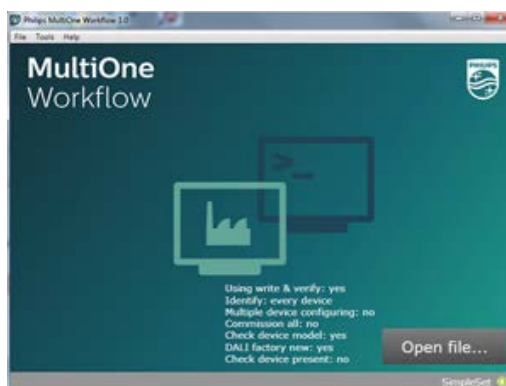 Philips MultiOne Workflow 3.0
File Tools Help
MultiOne
Workflow
PHILIPS
>_
Using write & verify: yes
Identify: every device
Multiple device configuring: no
Commission all: no
Check device model: yes
DALI factory new: yes
Check device present: no
Open file...
SimpleSet